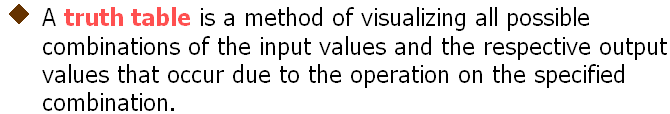 A truth table is a method of visualizing all possible
combinations of the input values and the respective output
values that occur due to the operation on the specified
combination.